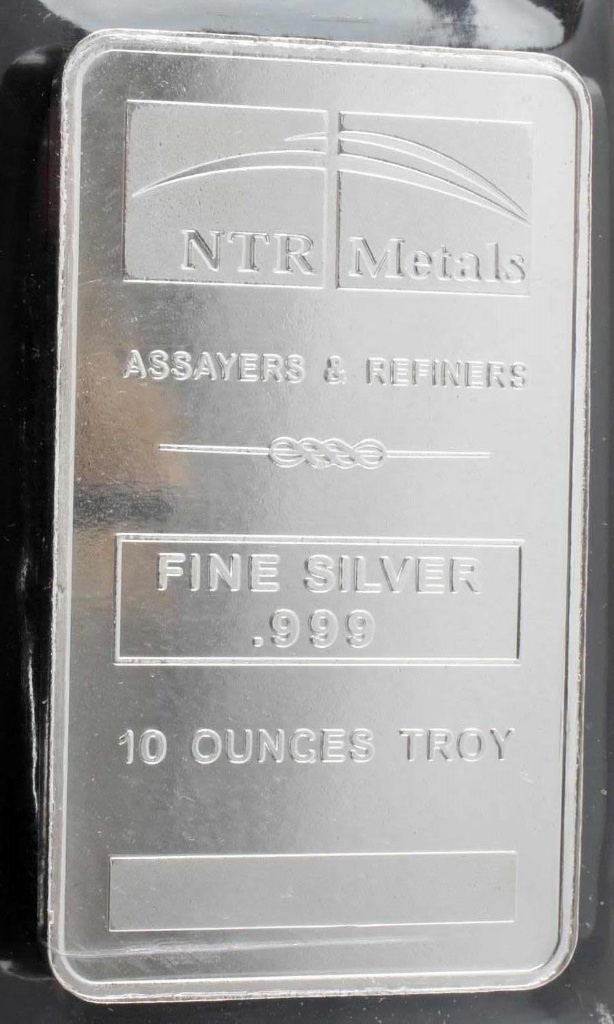 NTR Metals
ASSAYERS & REFINERS
FINE SILVER
.999
10 OUNCES TROY